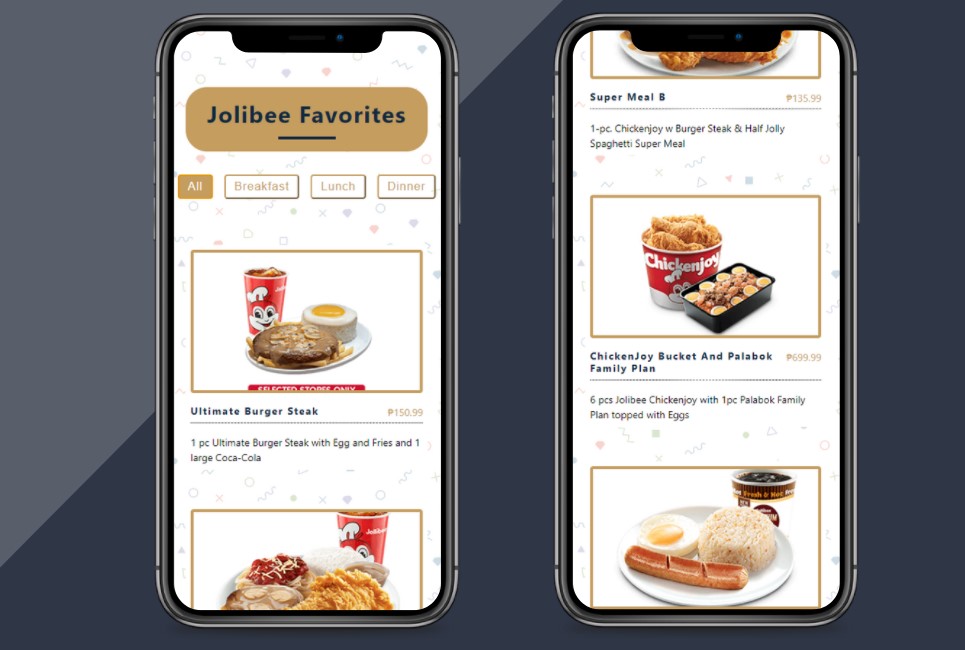 Jolibee Favorites
All
Breakfast
Lunch
Dinner
SELECTED STORES ONLY
Ultimate Burger Steak
₱150.99
1 pc Ultimate Burger Steak with Egg and Fries and 1
large Coca-Cola
Super Meal B
₱135.99
1-pc. Chickenjoy w Burger Steak & Half Jolly
Spaghetti Super Meal
Chickenjoy
ChickenJoy Bucket And Palabok
Family Plan
₱699.99
6 pcs Jolibee Chickenjoy with 1pc Palabok Family
Plan topped with Eggs